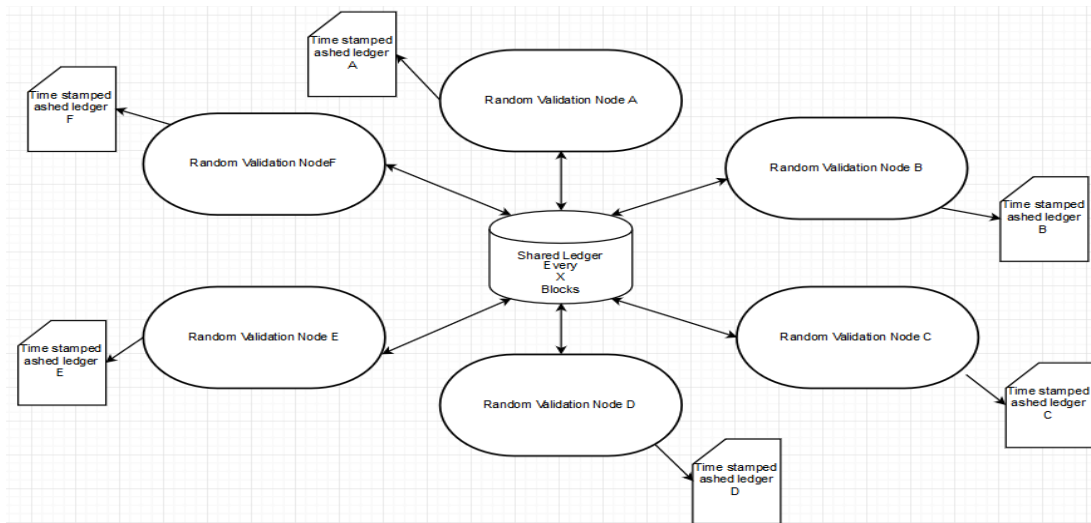 Time stamped
ashed ledger
A
Random Validation Node A
Time stamped
ashed ledger
F
Random Validation NodeF
Random Validation Node B
Time stamped
ashed ledger
B
Shared Ledger
Every
X
Blocks
Random Validation Node E
Time stamped
ashed ledger
E
Random Validation Node C
Time stamped
ashed ledger
C
Random Validation Node D
Time stamped
ashed ledger
D